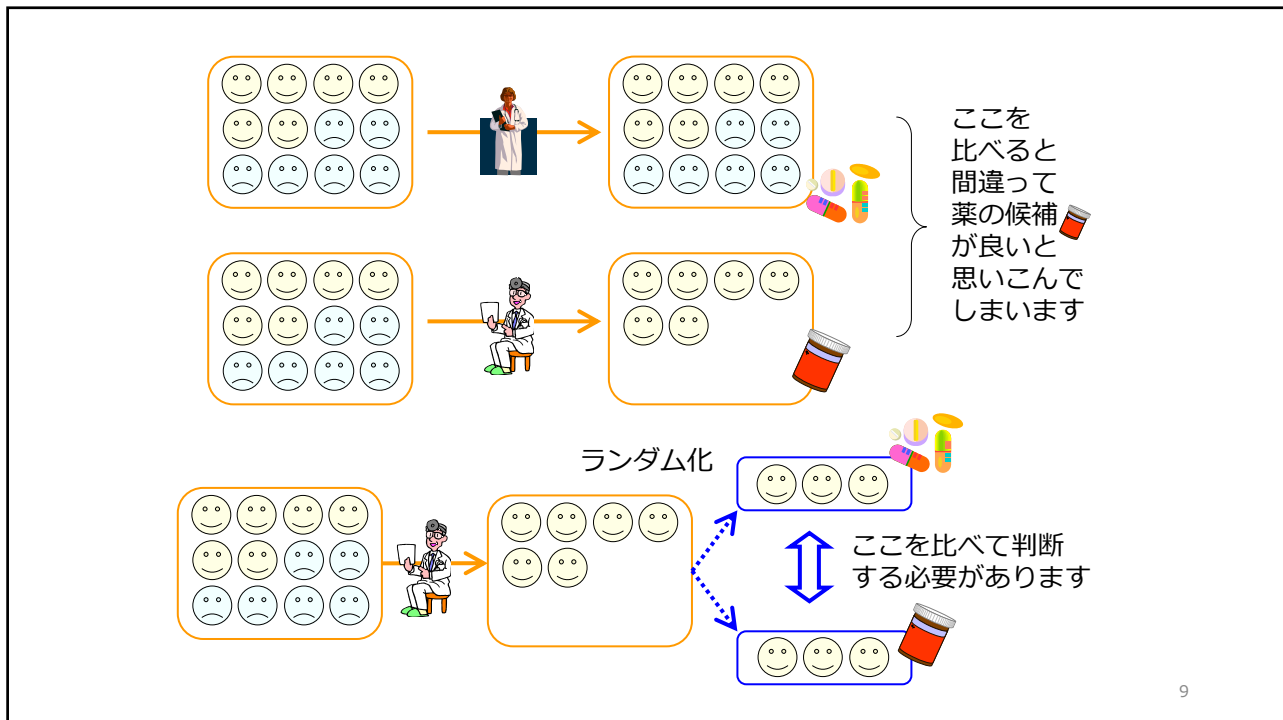 ここを
比べると
間違って
薬の候補
が良いと
思いこんで
しまいます
ランダム化
ここを比べて判断
する必要があります
9